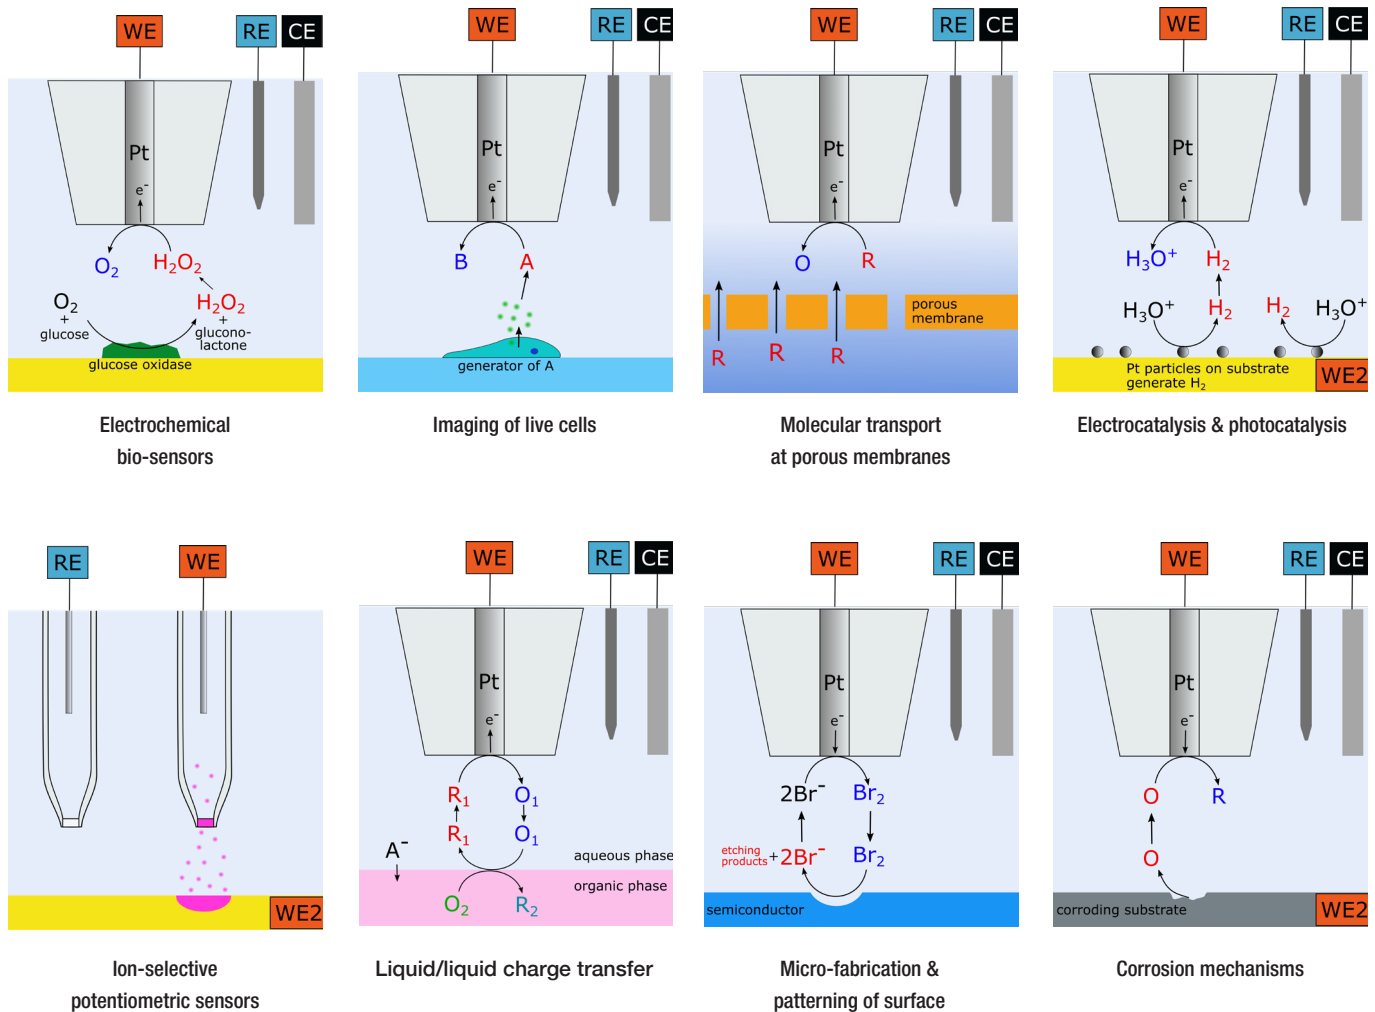 WE
RE
CE
Pt
e⁻
O₂
H₂O₂
O₂
+
glucose
H₂O₂
+
glucono-
lactone
glucose oxidase
Electrochemical
bio-sensors
WE
RE
CE
Pt
e⁻
B
A
generator of A
Imaging of live cells
WE
RE
CE
Pt
e⁻
O
R
porous
membrane
R
R
R
Molecular transport
at porous membranes
WE
RE
CE
Pt
e⁻
H₃O⁺
H₂
H₃O⁺
H₂
H₂
H₃O⁺
Pt particles on substrate
generate H₂
WE2
Electrocatalysis & photocatalysis
RE
WE
WE2
Ion-selective
potentiometric sensors
WE
RE
CE
Pt
e⁻
R₁
O₁
R₁
O₁
A⁻
aqueous phase
organic phase
O₂
R₂
Liquid/liquid charge transfer
WE
RE
CE
Pt
e⁻
2Br⁻
Br₂
etching
products
+
2Br⁻
Br₂
semiconductor
Micro-fabrication &
patterning of surface
WE
RE
CE
Pt
e⁻
O
R
O
corroding substrate
WE2
Corrosion mechanisms